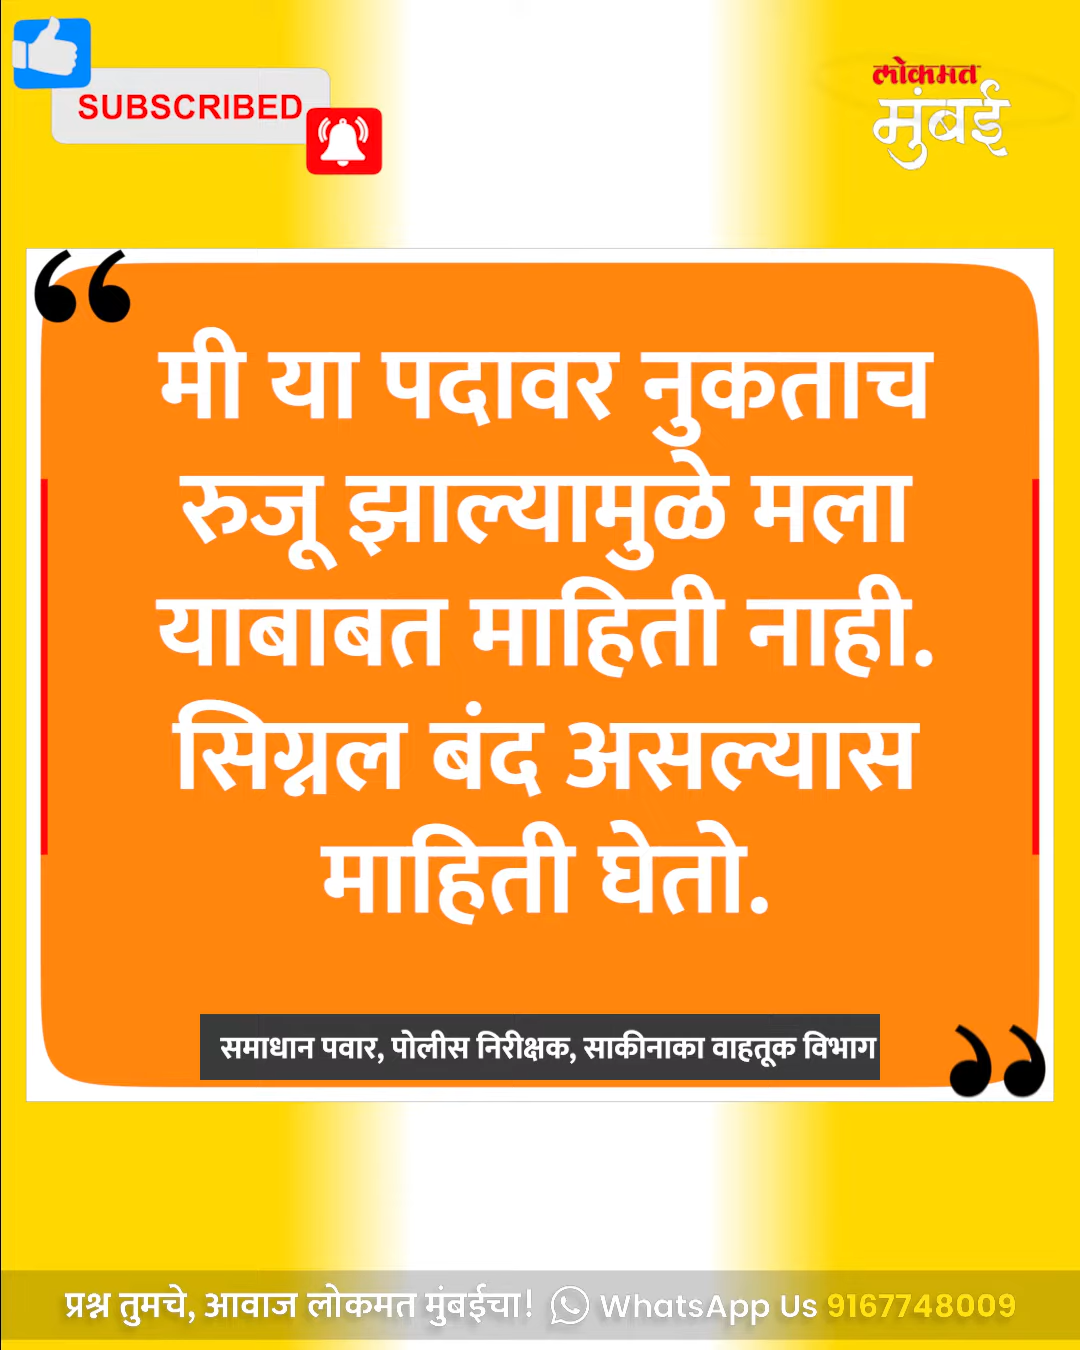 SUBSCRIBED
लोकमत
मुंबई
मी या पदावर नुकताच
रुजू झाल्यामुळे मला
याबाबत माहिती नाही.
सिग्नल बंद असल्यास
माहिती घेतो.
समाधान पवार, पोलीस निरीक्षक, साकीनाका वाहतूक विभाग
प्रश्न तुमचे, आवाज लोकमत मुंबईचा! WhatsApp Us 9167748009